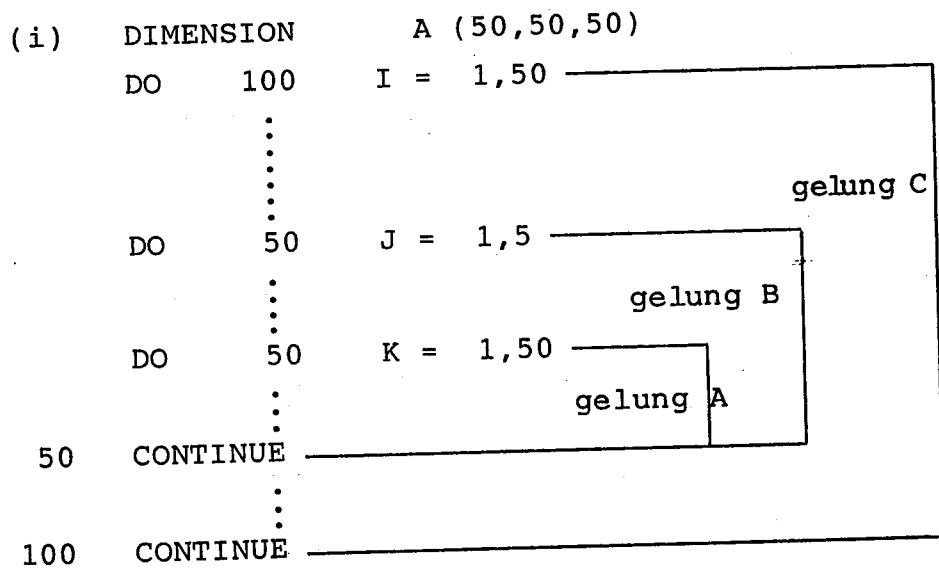 (i) DIMENSION A (50,50,50)
DO 100 I = 1,50
gelung C
DO 50 J = 1,5
gelung B
DO 50 K = 1,50
gelung A
50 CONTINUE
100 CONTINUE